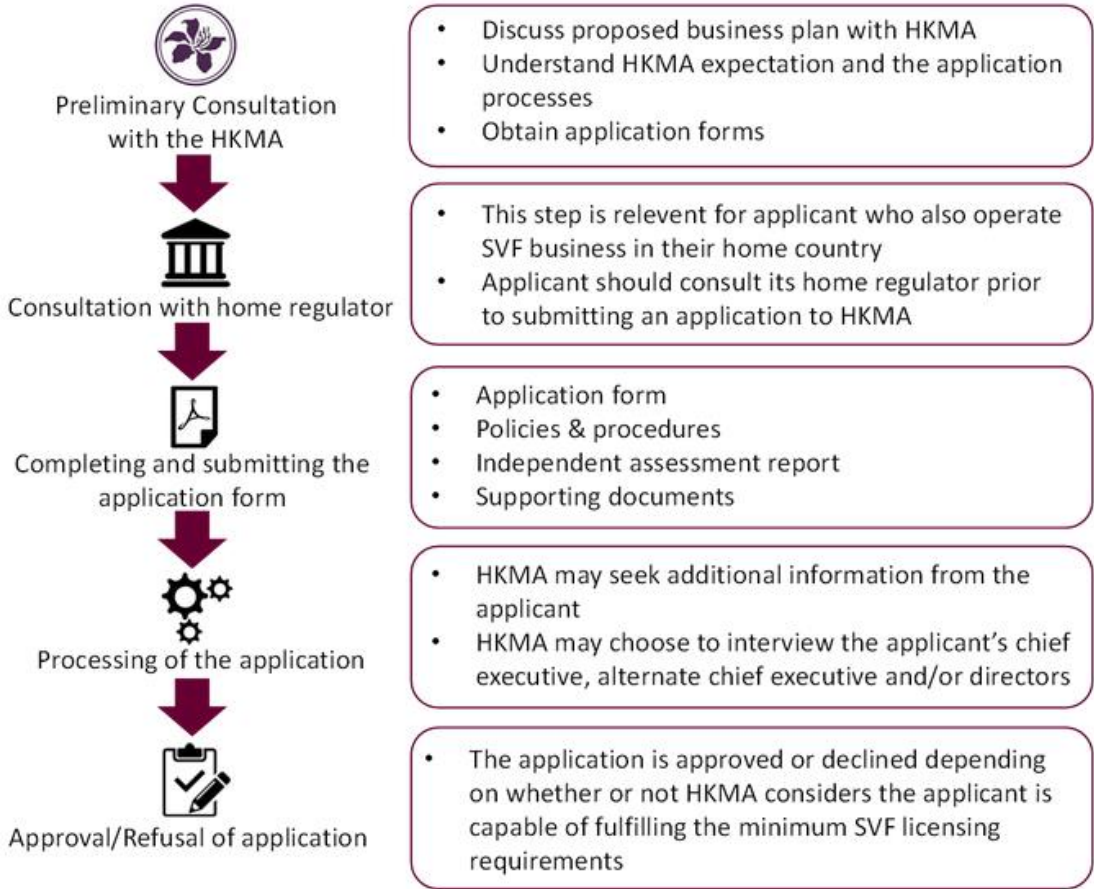 Preliminary Consultation
with the HKMA
• Discuss proposed business plan with HKMA
• Understand HKMA expectation and the application
processes
• Obtain application forms
Consultation with home regulator
• This step is relevent for applicant who also operate
SVF business in their home country
• Applicant should consult its home regulator prior
to submitting an application to HKMA
Completing and submitting the
application form
• Application form
• Policies & procedures
• Independent assessment report
• Supporting documents
Processing of the application
• HKMA may seek additional information from the
applicant
• HKMA may choose to interview the applicant’s chief
executive, alternate chief executive and/or directors
Approval/Refusal of application
• The application is approved or declined depending
on whether or not HKMA considers the applicant is
capable of fulfilling the minimum SVF licensing
requirements